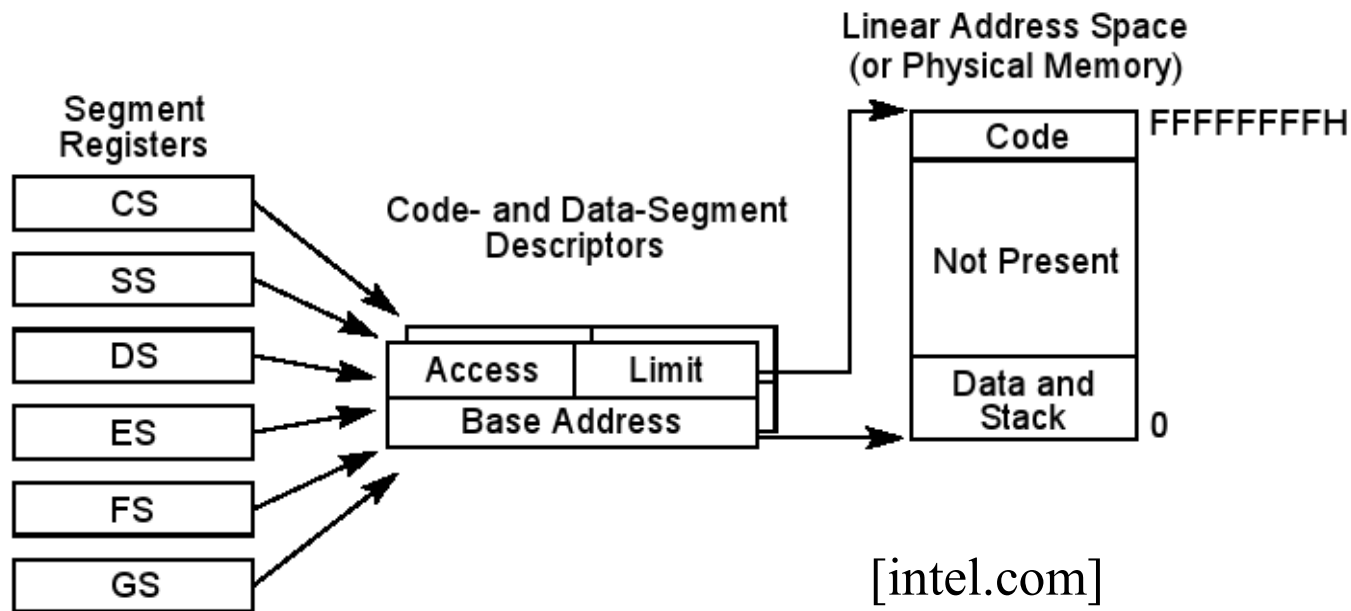 Linear Address Space
(or Physical Memory)
Segment
Registers
CS
SS
DS
ES
FS
GS
Code- and Data-Segment
Descriptors
Access
Limit
Base Address
Code
FFFFFFFFH
Not Present
Data and
Stack
0
[intel.com]